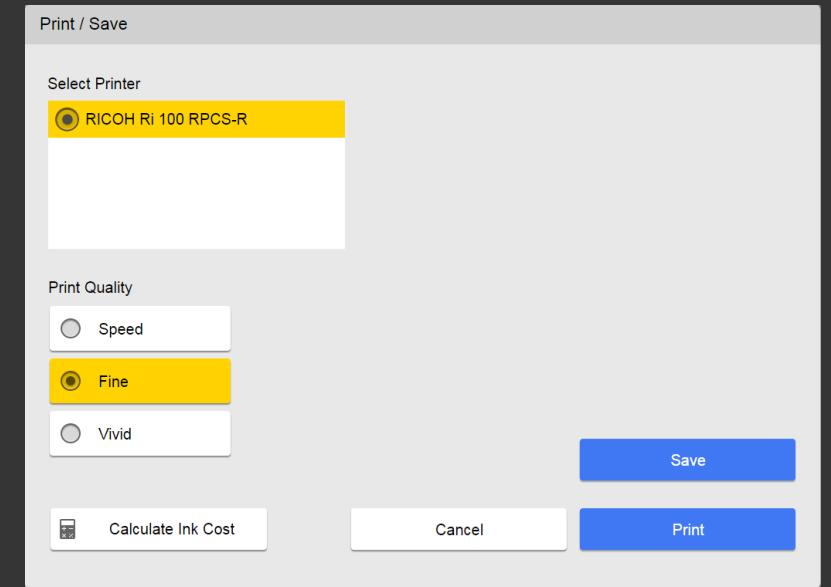 Print / Save
Select Printer
RICOH Ri 100 RPCS-R
Print Quality
Speed
Fine
Vivid
Save
Calculate Ink Cost
Cancel
Print